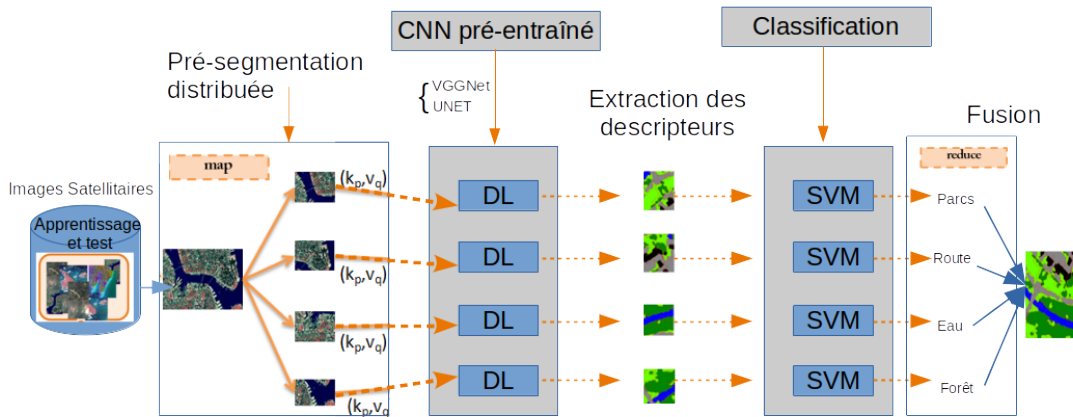 CNN pré-entraîné
Classification
Pré-segmentation
distribuée
{ VGGNet
UNET
Extraction des
descripteurs
Fusion
map
reduce
Images Satellitaires
Apprentissage
et test
(kp,vq)
(kp,vq)
(kp,vq)
(kp,vq
DL
DL
DL
DL
SVM
SVM
SVM
SVM
Parcs
Route
Eau
Forêt